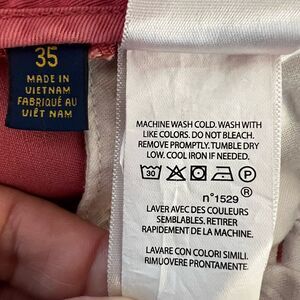 35
MADE IN
VIETNAM
FABRIQUÉ AU
VIÊT NAM
MACHINE WASH COLD. WASH WITH
LIKE COLORS. DO NOT BLEACH.
REMOVE PROMPTLY. TUMBLE DRY
LOW. COOL IRON IF NEEDED.
30
P
n°1529
LAVER AVEC DES COULEURS
SEMBLABLES. RETIRER
RAPIDEMENT DE LA MACHINE.
LAVARE CON COLORI SIMILI.
RIMUOVERE PRONTAMENTE.